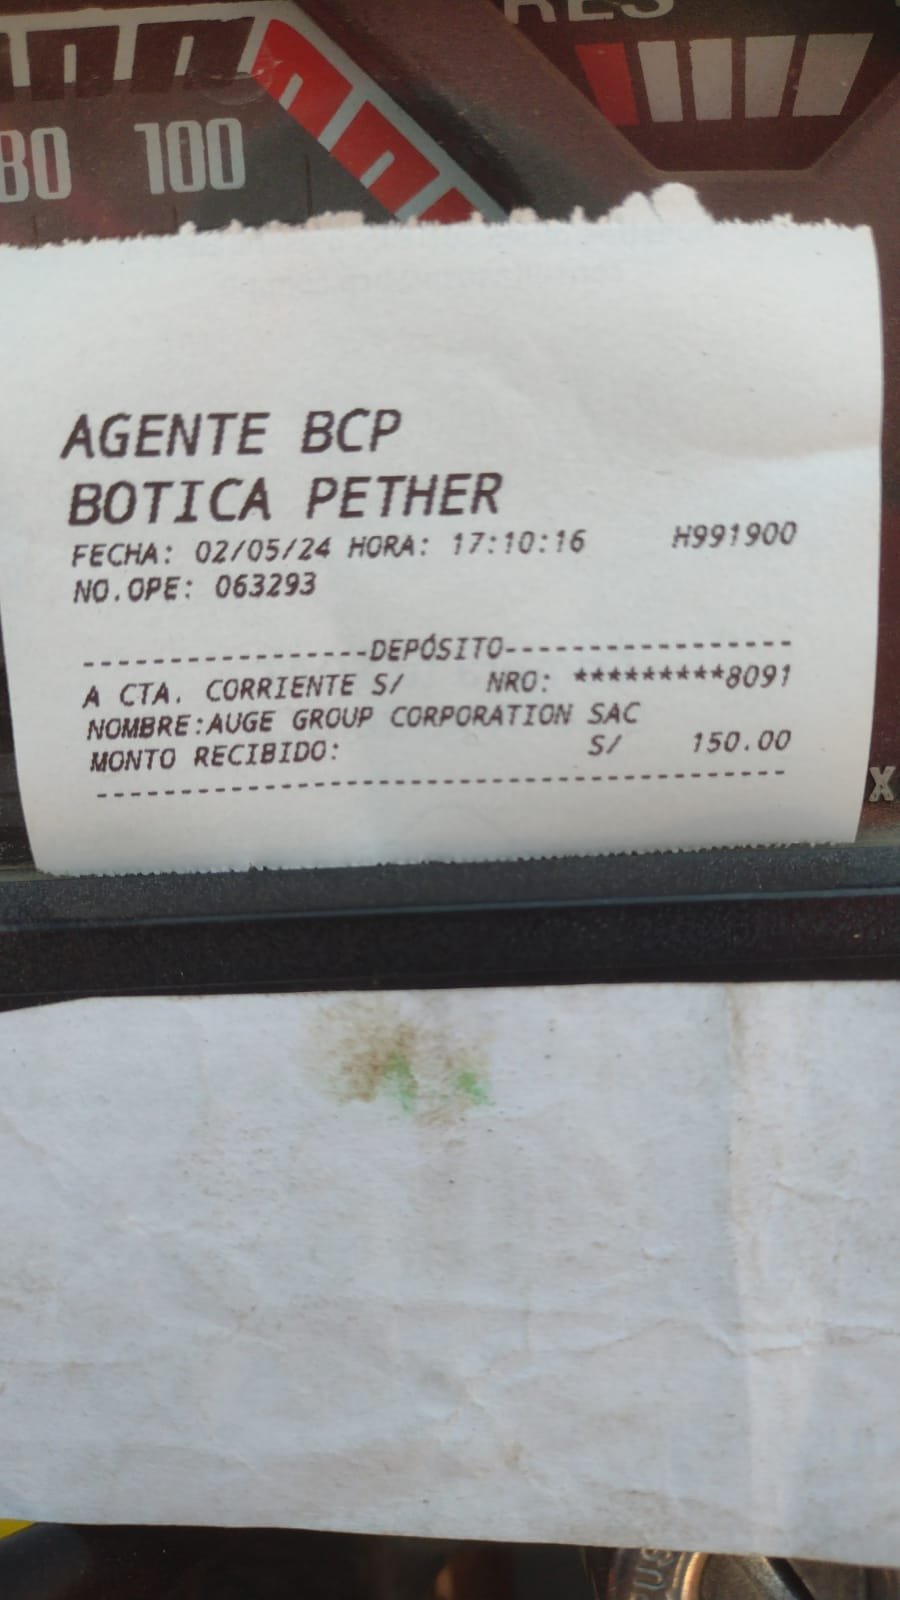 80 100
AGENTE BCP
BOTICA PETHER
FECHA: 02/05/24 HORA: 17:10:16 H991900
NO.OPE: 063293
-----------------DEPÓSITO-----------------
A CTA. CORRIENTE S/ NRO: *********8091
NOMBRE:AUGE GROUP CORPORATION SAC
MONTO RECIBIDO: S/ 150.00
------------------------------------------
X